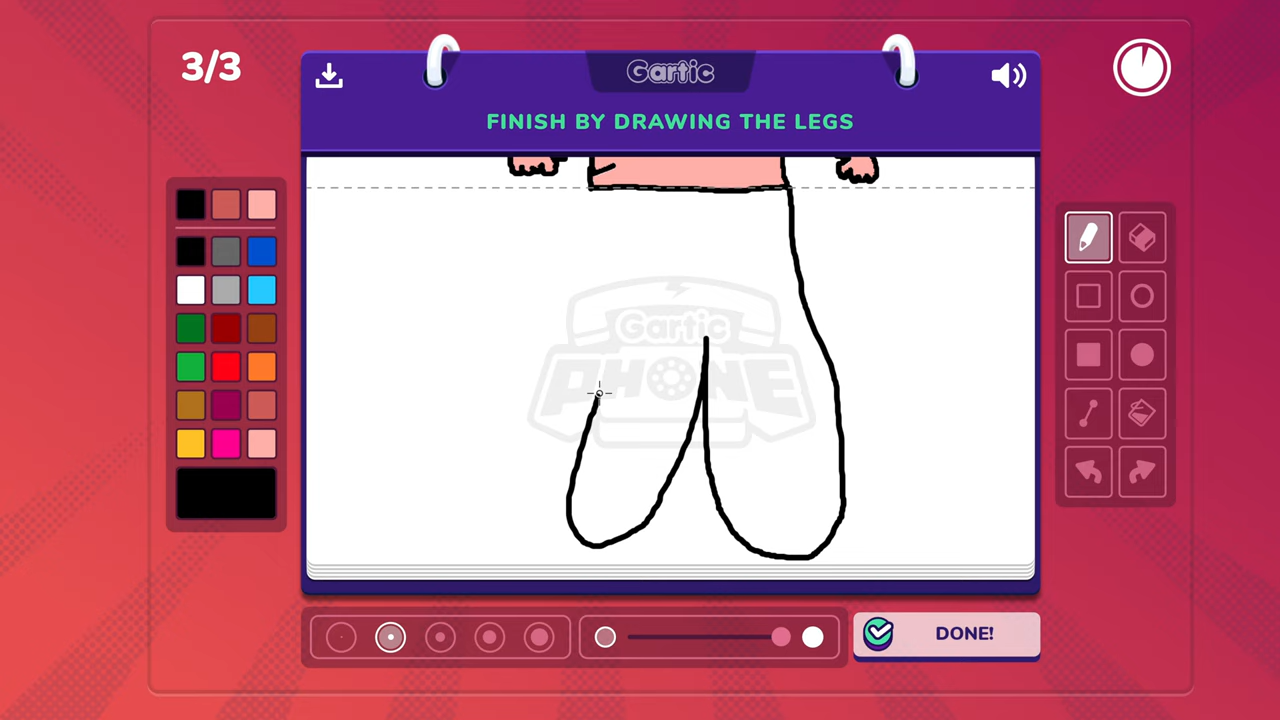 3/3
Gartic
FINISH BY DRAWING THE LEGS
Gartic
PHONE
DONE!